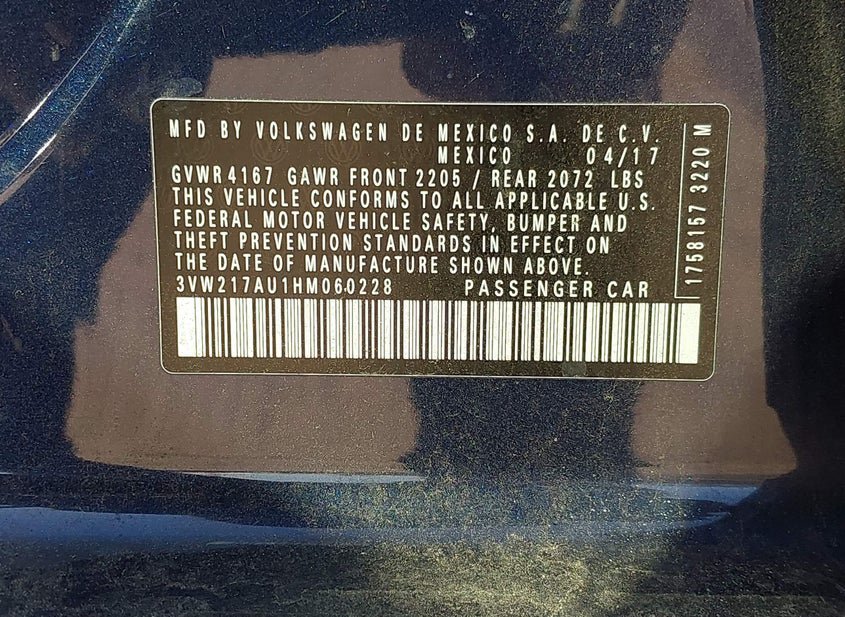 MFD BY VOLKSWAGEN DE MEXICO S.A. DE C.V.
MEXICO 04/17
GVWR 4167 GAWR FRONT 2205 / REAR 2072 LBS
THIS VEHICLE CONFORMS TO ALL APPLICABLE U.S.
FEDERAL MOTOR VEHICLE SAFETY, BUMPER AND
THEFT PREVENTION STANDARDS IN EFFECT ON
THE DATE OF MANUFACTURE SHOWN ABOVE.
3VW217AU1HM060228 PASSENGER CAR
1758157 3220 M